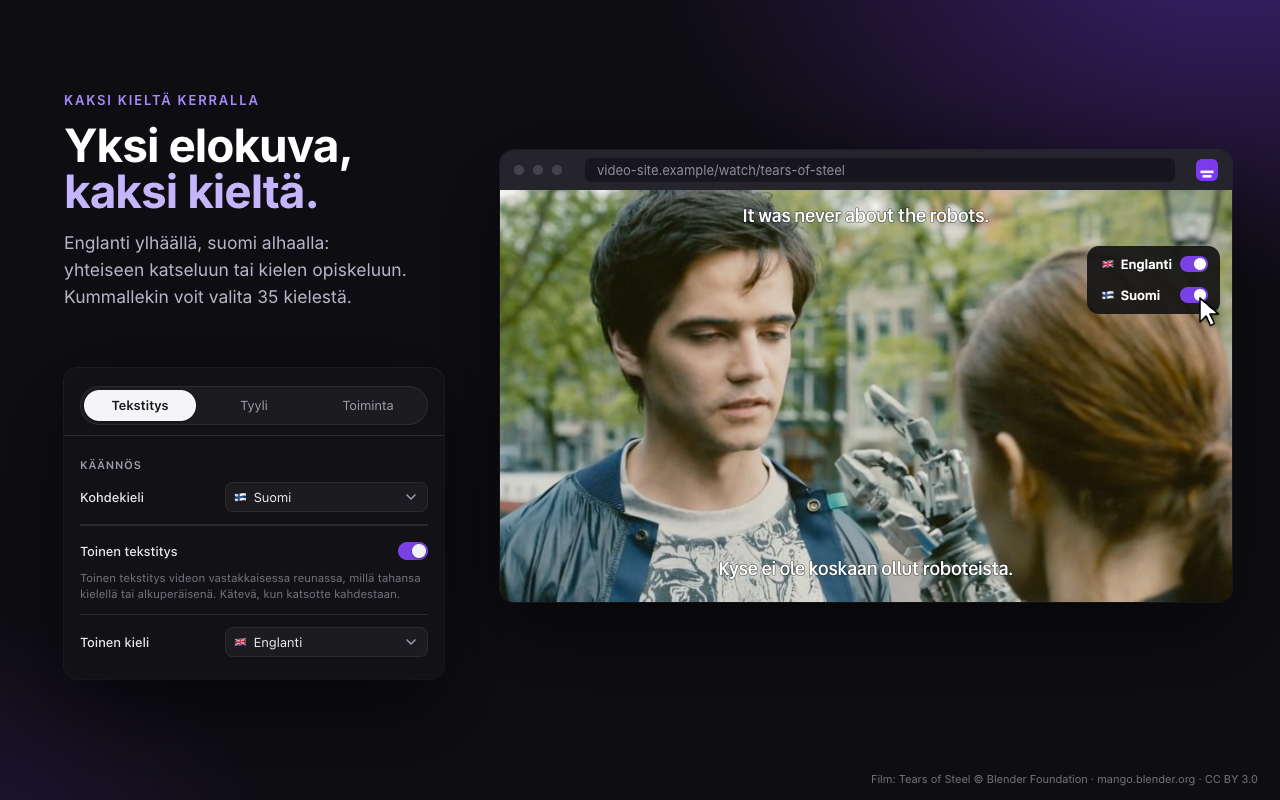 KAKSI KIELTÄ KERRALLA
Yksi elokuva,
kaksi kieltä.
Englanti ylhäällä, suomi alhaalla:
yhteiseen katseluun tai kielen opiskeluun.
Kummallekin voit valita 35 kielestä.
Tekstitys
Tyyli
Toiminta
KÄÄNNÖS
Kohdekieli
Suomi
Toinen tekstitys
Toinen tekstitys videon vastakkaisessa reunassa, millä tahansa
kielellä tai alkuperäisenä. Kätevä, kun katsotte kahdestaan.
Toinen kieli
Englanti
video-site.example/watch/tears-of-steel
It was never about the robots.
Englanti
Suomi
Kyse ei ole koskaan ollut roboteista.
Film: Tears of Steel © Blender Foundation · mango.blender.org · CC BY 3.0